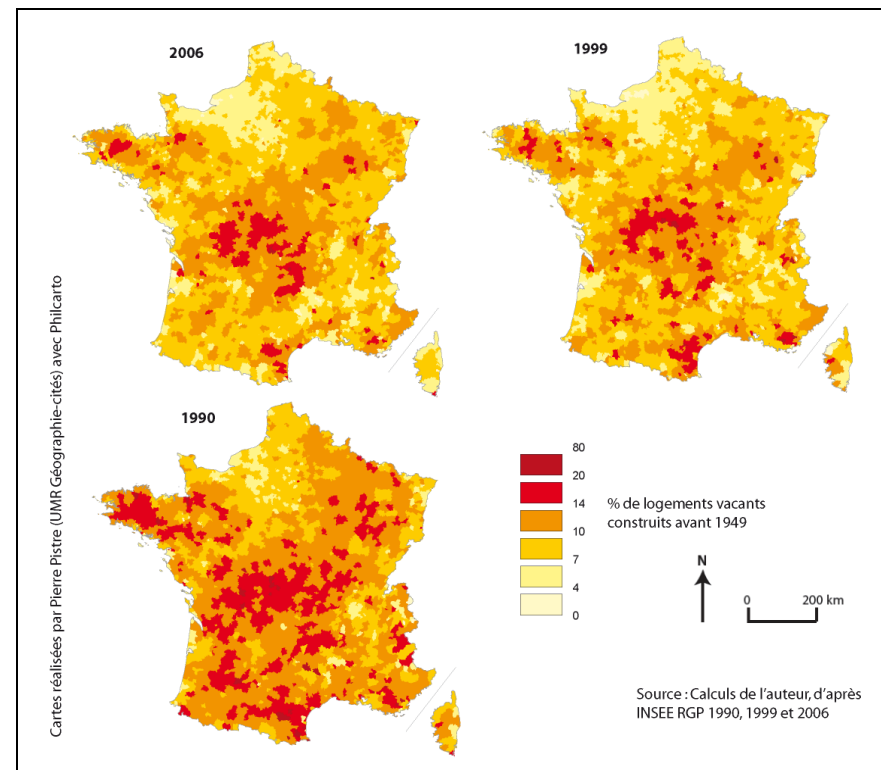 2006
1999
1990
Cartes réalisées par Pierre Pistre (UMR Géographie-cités) avec Philcarto
80
20
14
10
7
4
0
% de logements vacants
construits avant 1949
N
0 200 km
Source : Calculs de l'auteur, d'après
INSEE RGP 1990, 1999 et 2006